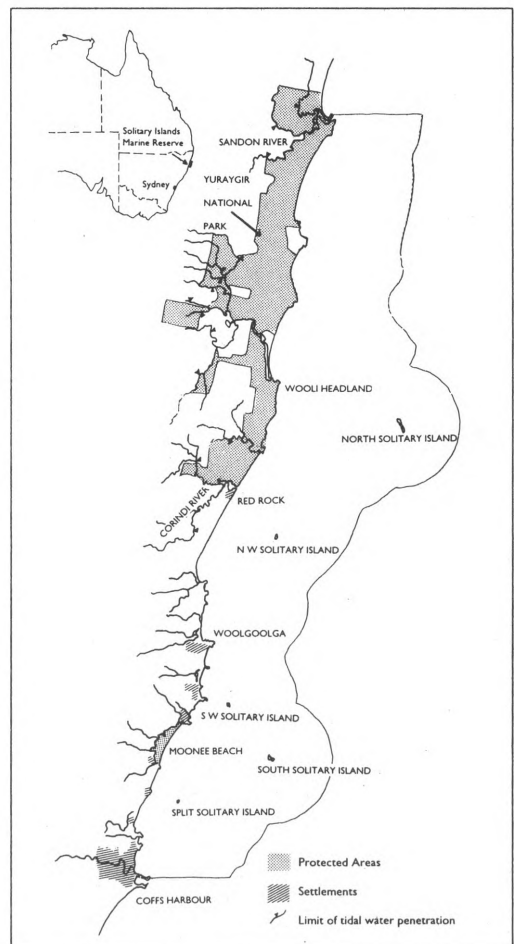 Solitary Islands
Marine Reserve
Sydney
SANDON RIVER
YURAYGIR
NATIONAL
PARK
WOOLI HEADLAND
NORTH SOLITARY ISLAND
CORINDI RIVER
RED ROCK
N W SOLITARY ISLAND
WOOLGOOLGA
S W SOLITARY ISLAND
MOONEE BEACH
SOUTH SOLITARY ISLAND
SPLIT SOLITARY ISLAND
COFFS HARBOUR
Protected Areas
Settlements
Limit of tidal water penetration